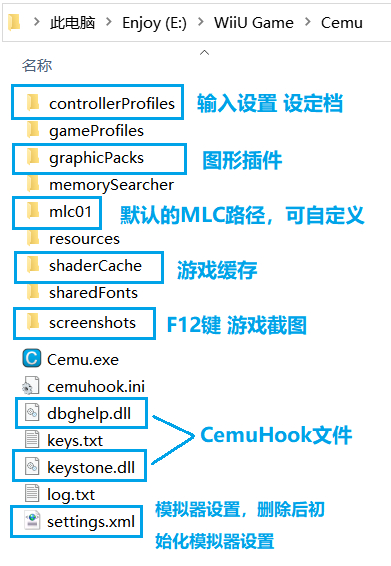 此电脑 › Enjoy (E:) › WiiU Game › Cemu
名称
controllerProfiles 输入设置 设定档
gameProfiles
graphicPacks 图形插件
memorySearcher
mlc01 默认的MLC路径，可自定义
resources
shaderCache 游戏缓存
sharedFonts
screenshots F12键 游戏截图
Cemu.exe
cemuhook.ini
dbghelp.dll
keys.txt CemuHook文件
keystone.dll
log.txt
settings.xml 模拟器设置，删除后初
始化模拟器设置